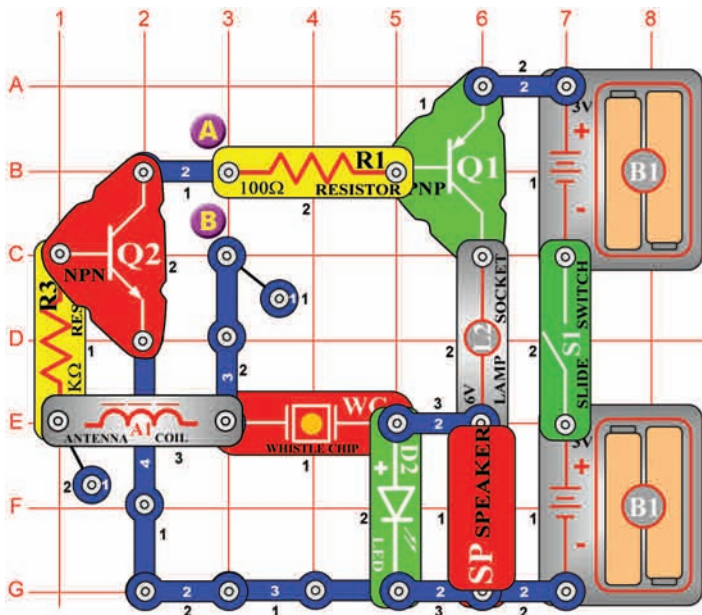 1 2 3 4 5 6 7 8
A
B
C
D
E
F
G
2
2
1
3V
+
-
1
B1
A
2
1
R1
100Ω
RESISTOR
2
PNP
Q1
B
Q2
NPN
2
R3
RES
KΩ
1
1 1
3
2
L2
2
6V
LAMP SOCKET
S1
2
SLIDE SWITCH
A1
ANTENNA COIL
3
WC
WHISTLE CHIP
1
3
2
D2
+
2
LED
1
SP SPEAKER
3V
+
-
1
B1
2 1
4
1
2
2
3
1
2
3
2
2